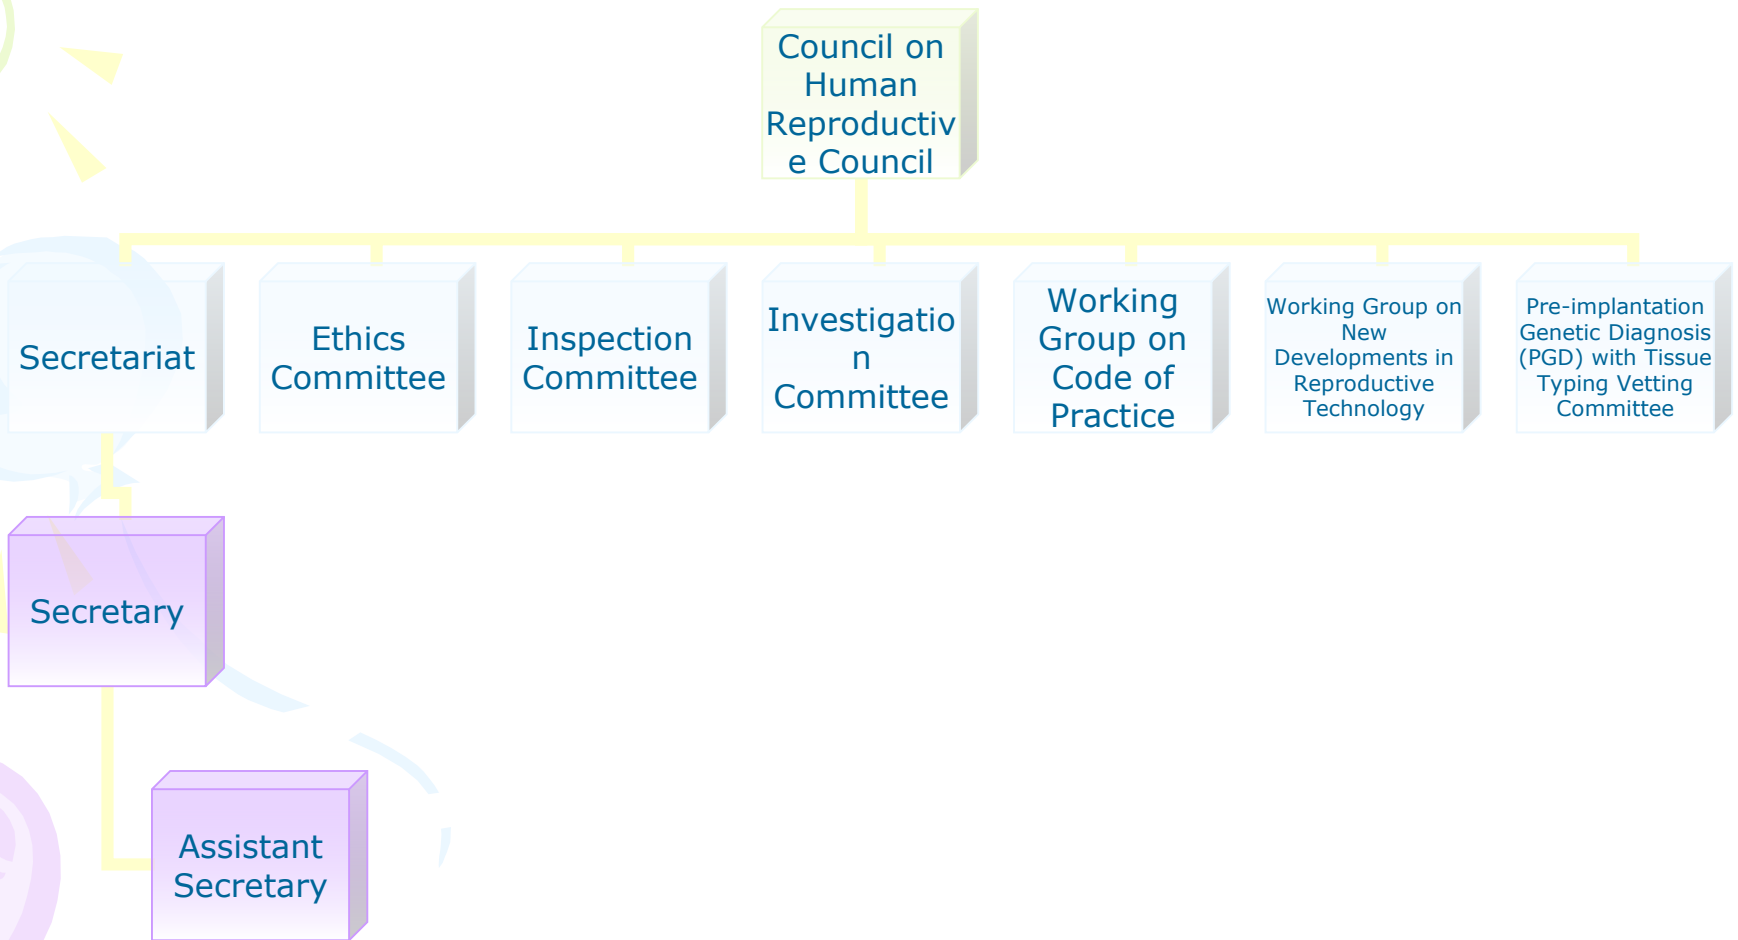 Council on
Human
Reproductiv
e Council
Secretariat
Ethics
Committee
Inspection
Committee
Investigatio
n
Committee
Working
Group on
Code of
Practice
Working Group on
New
Developments in
Reproductive
Technology
Pre-implantation
Genetic Diagnosis
(PGD) with Tissue
Typing Vetting
Committee
Secretary
Assistant
Secretary